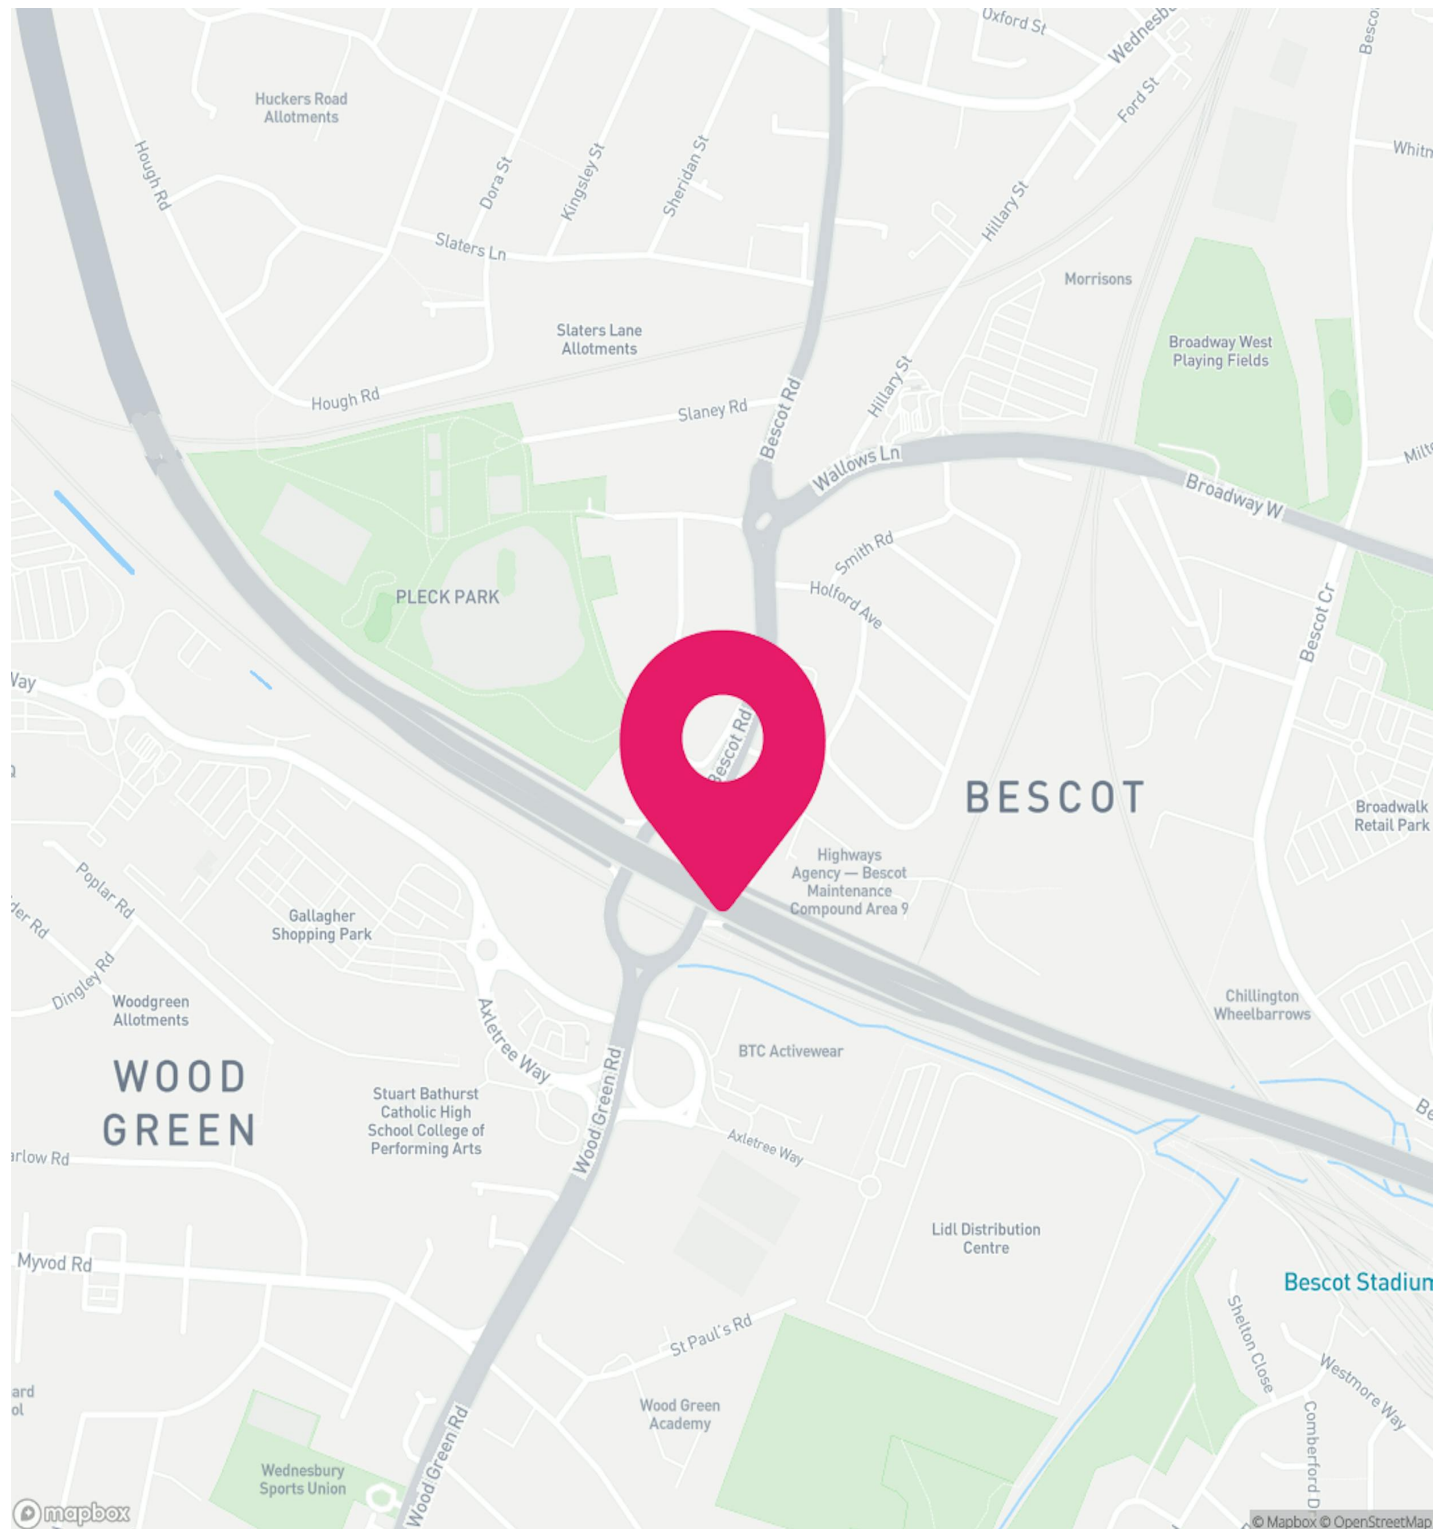 Oxford St
Wednesbu
Besco
Huckers Road
Allotments
Ford St
Hough Rd
Dora St
Kingsley St
Sheridan St
Whitm
Hillary St
Slaters Ln
Morrisons
Slaters Lane
Allotments
Broadway West
Playing Fields
Hillary St
Hough Rd
Slaney Rd
Bescot Rd
Wallows Ln
Milto
Broadway W
Smith Rd
PLECK PARK
Holford Ave
Bescot Cr
Way
Bescot Rd
BESCOT
Broadwalk
Retail Park
Highways
Agency — Bescot
Maintenance
Compound Area 9
Poplar Rd
der Rd
Gallagher
Shopping Park
Dingley Rd
Woodgreen
Allotments
Chillington
Wheelbarrows
Axletree Way
BTC Activewear
WOOD
GREEN
Wood Green Rd
Stuart Bathurst
Catholic High
School College of
Performing Arts
Be
Axletree Way
arlow Rd
Lidl Distribution
Centre
Myvod Rd
Bescot Stadium
Shelton Close
St Paul's Rd
Westmore Way
ard
ol
Wood Green
Academy
Comberford Dr
Wood Green Rd
Wednesbury
Sports Union
mapbox
© Mapbox © OpenStreetMap